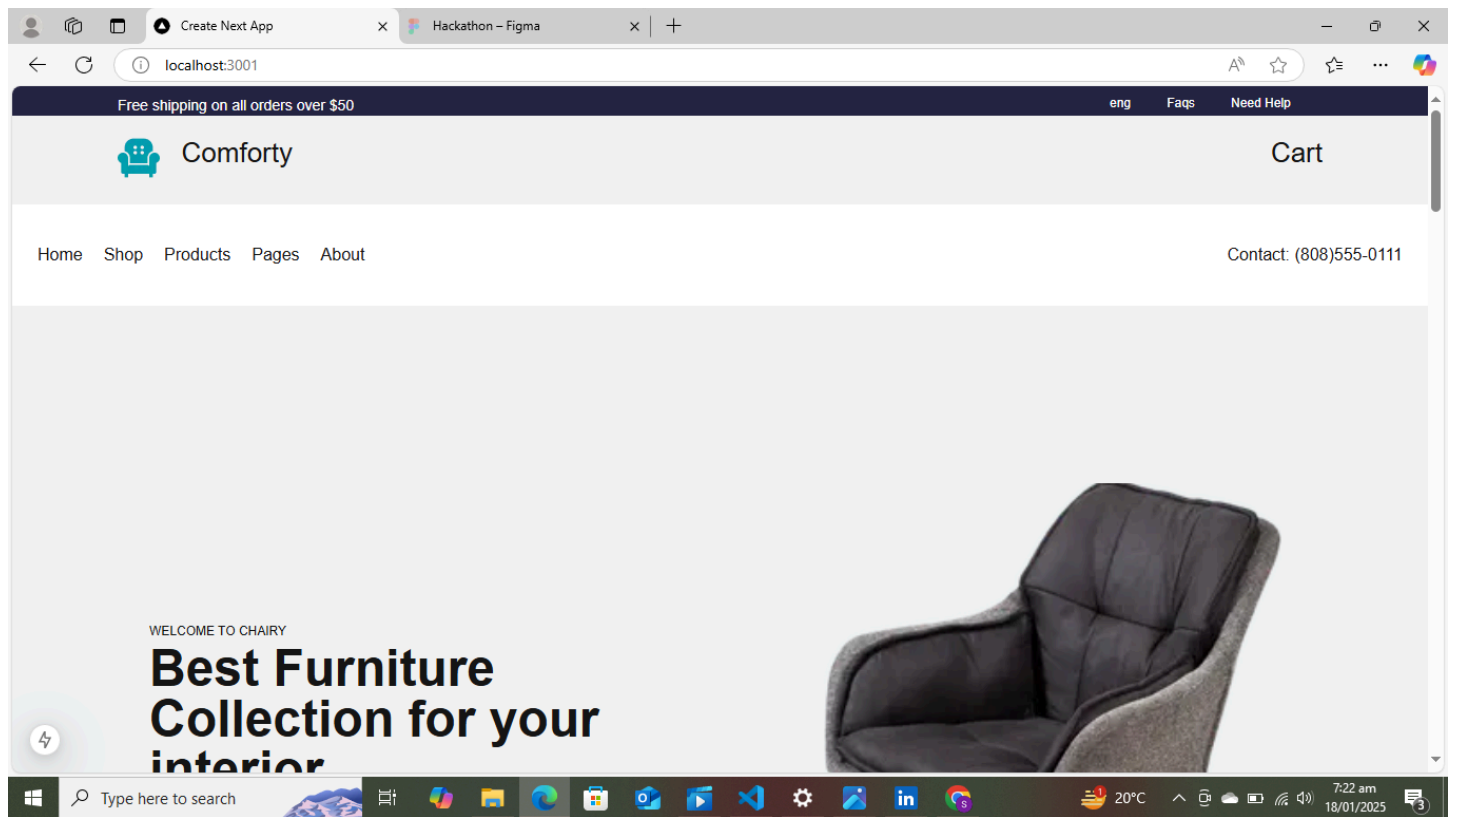 Create Next App
Hackathon – Figma
localhost:3001
Free shipping on all orders over $50
eng Faqs Need Help
Comforty
Cart
Home Shop Products Pages About
Contact: (808)555-0111
WELCOME TO CHAIRY
Best Furniture
Collection for your
interior
Type here to search
20°C
7:22 am
18/01/2025
3